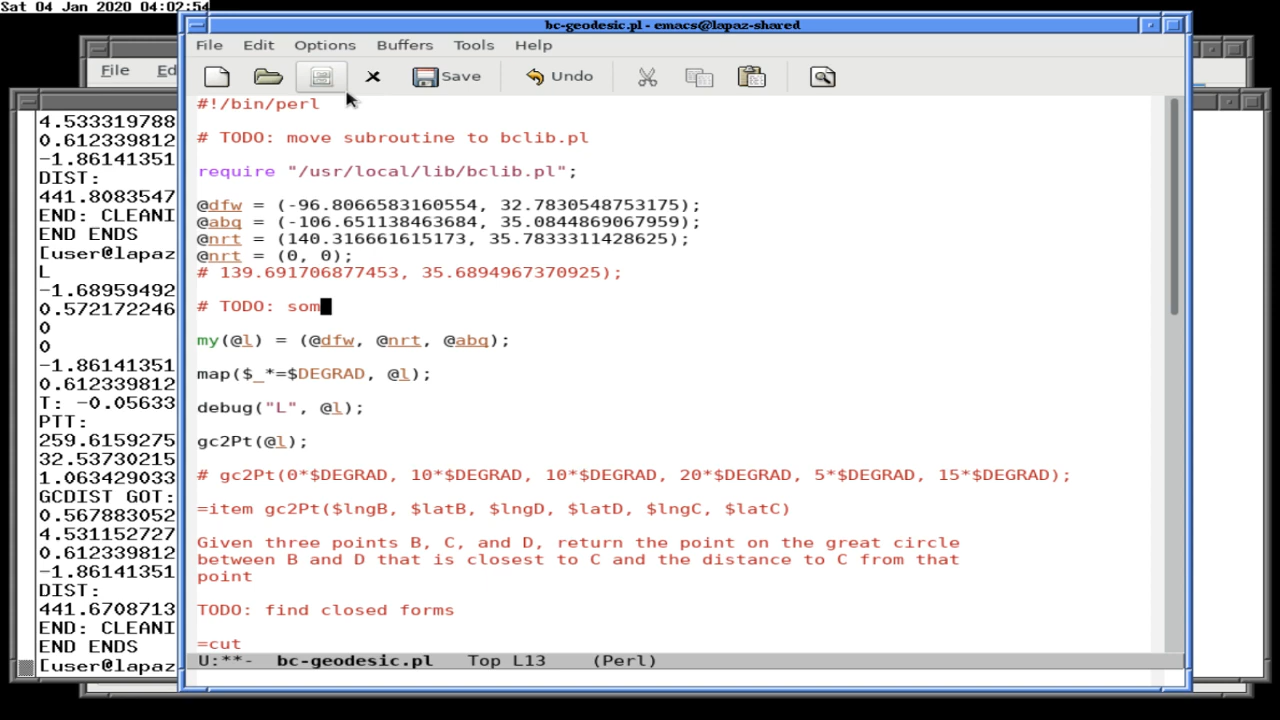 Sat 04 Jan 2020 04:02:54
bc-geodesic.pl - emacs@lapaz-shared
File Edit Options Buffers Tools Help
Save Undo
#!/bin/perl
# TODO: move subroutine to bclib.pl
require "/usr/local/lib/bclib.pl";
@dfw = (-96.8066583160554, 32.7830548753175);
@abq = (-106.651138463684, 35.0844869067959);
@nrt = (140.316661615173, 35.7833311428625);
@nrt = (0, 0);
# 139.691706877453, 35.6894967370925);
# TODO: som
my(@l) = (@dfw, @nrt, @abq);
map($_*=$DEGRAD, @l);
debug("L", @l);
gc2Pt(@l);
# gc2Pt(0*$DEGRAD, 10*$DEGRAD, 10*$DEGRAD, 20*$DEGRAD, 5*$DEGRAD, 15*$DEGRAD);
=item gc2Pt($lngB, $latB, $lngD, $latD, $lngC, $latC)
Given three points B, C, and D, return the point on the great circle
between B and D that is closest to C and the distance to C from that
point
TODO: find closed forms
=cut
U:**- bc-geodesic.pl Top L13 (Perl)
File Ed
4.533319788
0.612339812
-1.86141351
DIST:
441.8083547
END: CLEANI
END ENDS
[user@lapaz
L
-1.68959492
0.572172246
0
0
-1.86141351
0.612339812
T: -0.05633
PTT:
259.6159275
32.53730215
1.063429033
GCDIST GOT:
0.567883052
4.531152727
0.612339812
-1.86141351
DIST:
441.6708713
END: CLEANI
END ENDS
[user@lapaz